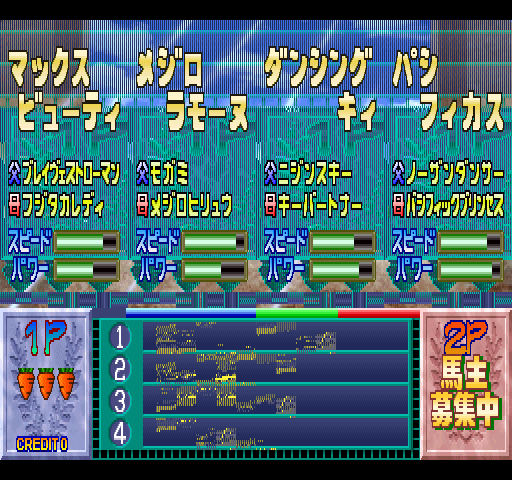 マックス
ビューティ
メジロ
ラモーヌ
ダンシング
キィ
パシ
フィカス
父ブレイヴェストローマン
母フジタカレディ
スピード
パワー
父モガミ
母メジロヒリュウ
スピード
パワー
父ニジンスキー
母キーパートナー
スピード
パワー
父ノーザンダンサー
母パシフィックプリンセス
スピード
パワー
1P
CREDIT0
1
2
3
4
2P
馬主
募集中